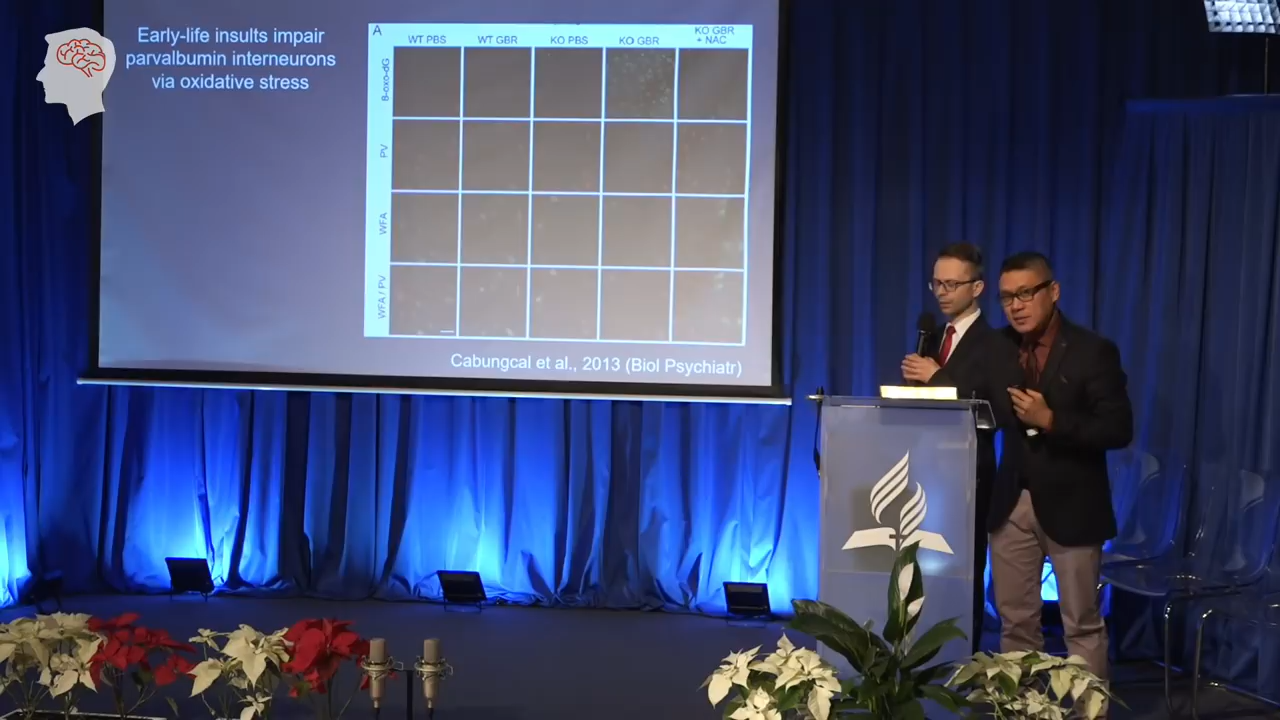 Early-life insults impair
parvalbumin interneurons
via oxidative stress
A
WT PBS
WT GBR
KO PBS
KO GBR
KO GBR
+ NAC
8-oxo-dG
PV
WFA
WFA / PV
Cabungcal et al., 2013 (Biol Psychiatr)